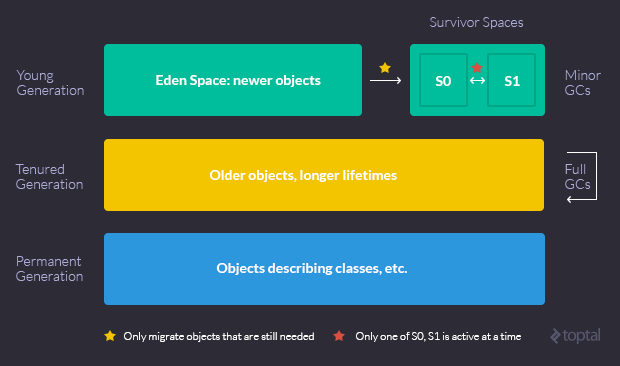 Survivor Spaces
Young
Generation
Eden Space: newer objects
S0
S1
Minor
GCs
Tenured
Generation
Older objects, longer lifetimes
Full
GCs
Permanent
Generation
Objects describing classes, etc.
Only migrate objects that are still needed
Only one of S0, S1 is active at a time
toptal